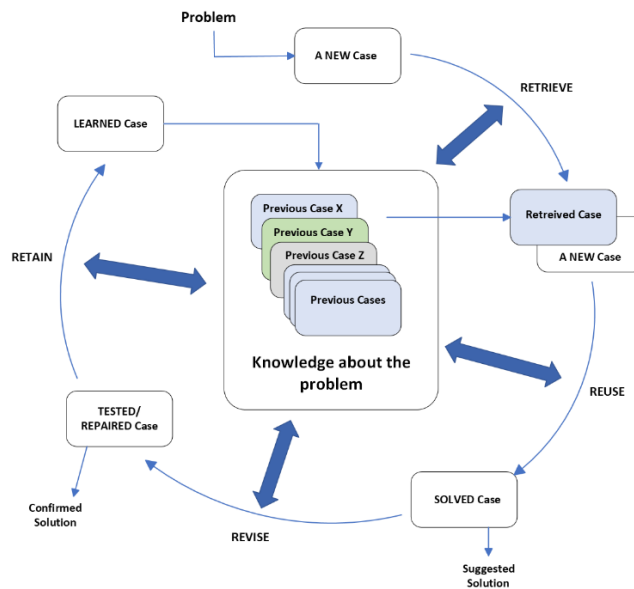 Problem
A NEW Case
RETRIEVE
LEARNED Case
Previous Case X
Previous Case Y
Previous Case Z
Previous Cases
Knowledge about the
problem
Retreived Case
A NEW Case
RETAIN
REUSE
TESTED/
REPAIRED Case
Confirmed
Solution
REVISE
SOLVED Case
Suggested
Solution